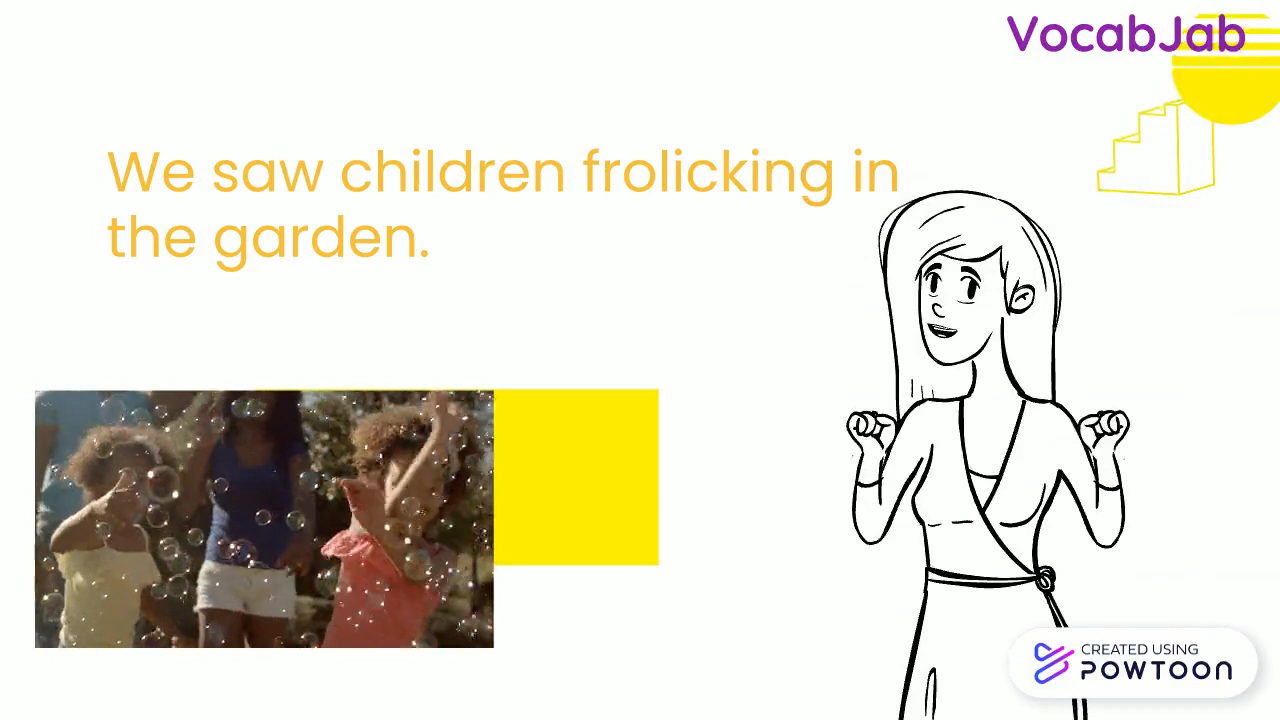 VocabJab
We saw children frolicking in
the garden.
CREATED USING
POWTOON